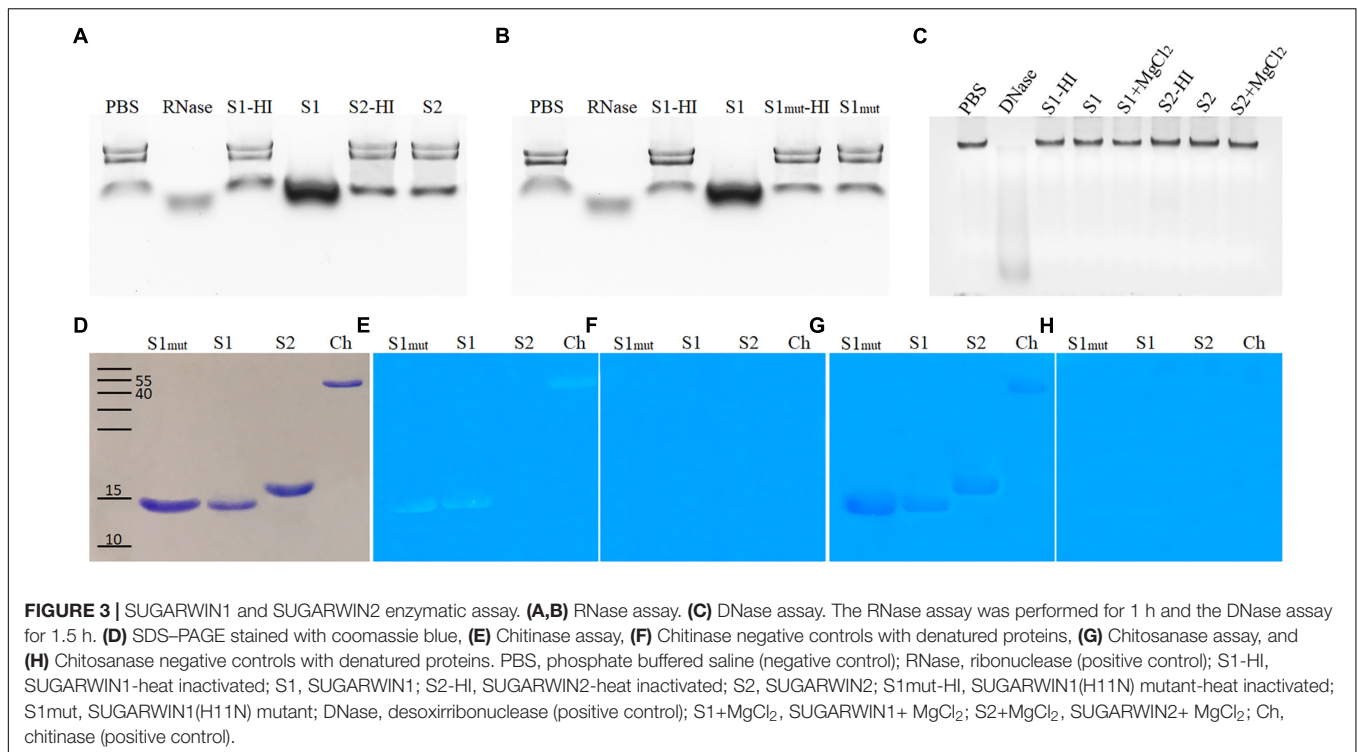 A B C
PBS RNase S1-HI S1 S2-HI S2
PBS RNase S1-HI S1 S1mut-HI S1mut
PBS DNase S1-HI S1 S1+MgCl₂ S2-HI S2 S2+MgCl₂
D E F G H
S1mut S1 S2 Ch
S1mut S1 S2 Ch
S1mut S1 S2 Ch
S1mut S1 S2 Ch
S1mut S1 S2 Ch
55
40
15
10
FIGURE 3 | SUGARWIN1 and SUGARWIN2 enzymatic assay. (A,B) RNase assay. (C) DNase assay. The RNase assay was performed for 1 h and the DNase assay
for 1.5 h. (D) SDS–PAGE stained with coomassie blue, (E) Chitinase assay, (F) Chitinase negative controls with denatured proteins, (G) Chitosanase assay, and
(H) Chitosanase negative controls with denatured proteins. PBS, phosphate buffered saline (negative control); RNase, ribonuclease (positive control); S1-HI,
SUGARWIN1-heat inactivated; S1, SUGARWIN1; S2-HI, SUGARWIN2-heat inactivated; S2, SUGARWIN2; S1mut-HI, SUGARWIN1(H11N) mutant-heat inactivated;
S1mut, SUGARWIN1(H11N) mutant; DNase, desoxirribonuclease (positive control); S1+MgCl₂, SUGARWIN1+ MgCl₂; S2+MgCl₂, SUGARWIN2+ MgCl₂; Ch,
chitinase (positive control).